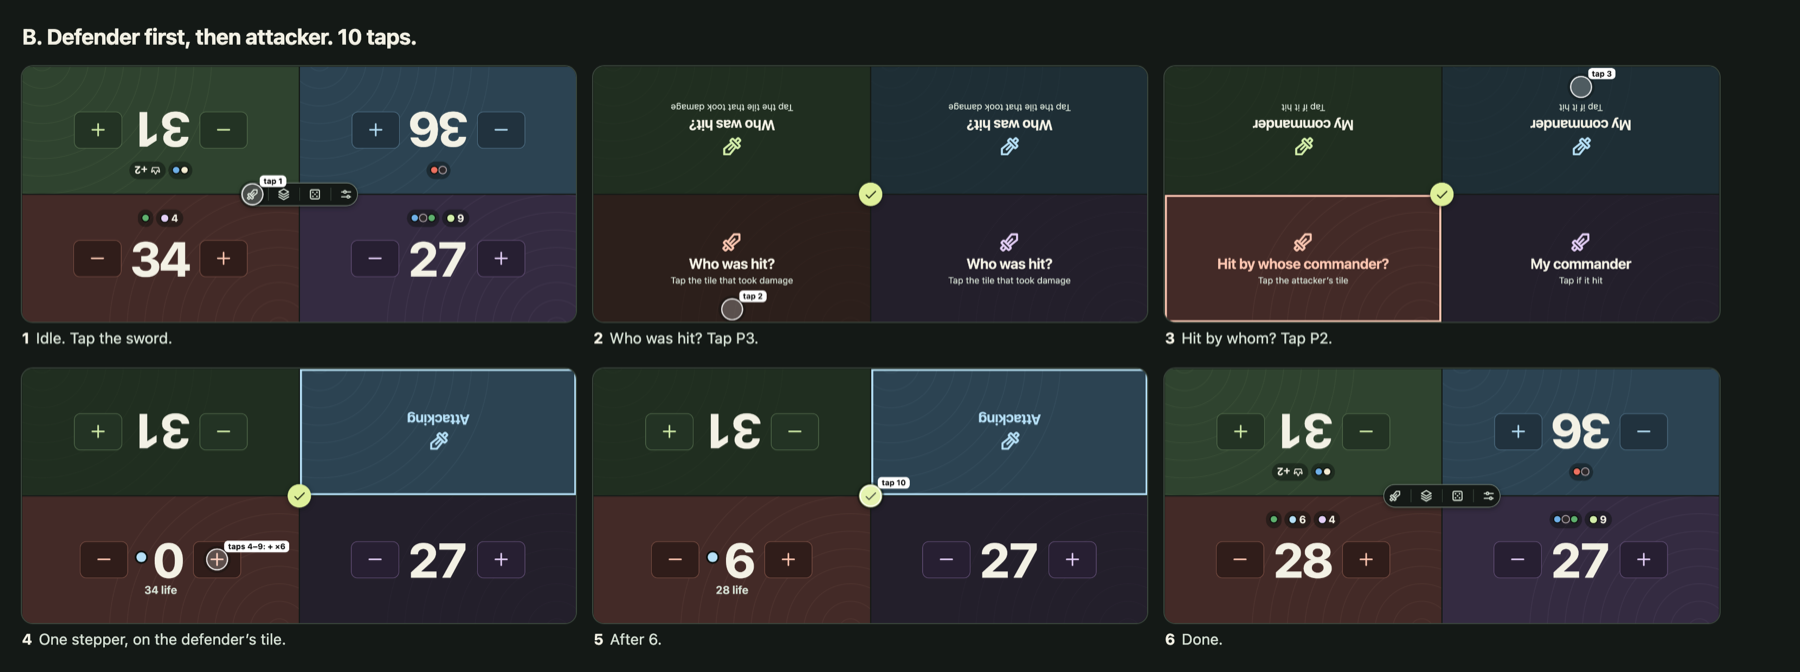 B. Defender first, then attacker. 10 taps.
+ 31 −
+2
+ 36 −
tap 1
4
− 34 +
9
− 27 +
1 Idle. Tap the sword.
Tap the tile that took damage
Who was hit?
Tap the tile that took damage
Who was hit?
Who was hit?
Tap the tile that took damage
tap 2
Who was hit?
Tap the tile that took damage
2 Who was hit? Tap P3.
Tap if it hit
My commander
tap 3
Tap if it hit
My commander
Hit by whose commander?
Tap the attacker's tile
My commander
Tap if it hit
3 Hit by whom? Tap P2.
+ 31 −
Attacking
− 0 +
taps 4–9: + ×6
34 life
− 27 +
4 One stepper, on the defender's tile.
+ 31 −
Attacking
tap 10
− 6 +
28 life
− 27 +
5 After 6.
+ 31 −
+2
+ 36 −
6 4
− 28 +
9
− 27 +
6 Done.